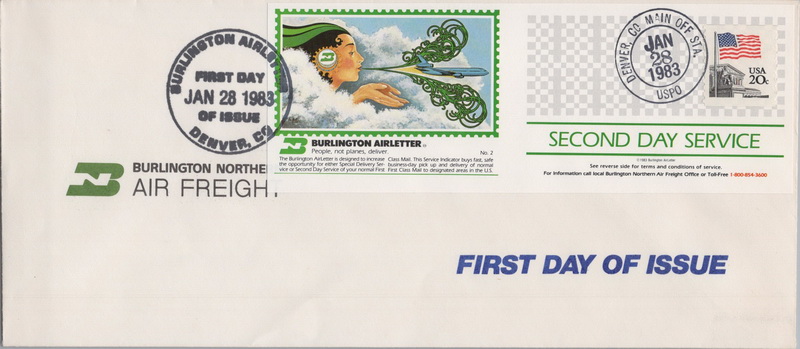 BURLINGTON AIRLETTER
FIRST DAY
JAN 28 1983
OF ISSUE
DENVER, CO
BURLINGTON NORTHE
AIR FREIGH
BURLINGTON AIRLETTER
People, not planes, deliver.
No. 2
The Burlington Airletter is designed to increase
the opportunity for either Special Delivery Ser-
vice or Second Day Service of your normal First
Class Mail. This Service Indicator buys fast, safe
business-day pick up and delivery of normal
First Class Mail to designated areas in the U.S.
DENVER, CO MAIN OFF STA.
JAN
28
1983
USPO
USA
20c
SECOND DAY SERVICE
©1983 Burlington Airletter
See reverse side for terms and conditions of service.
For Information call local Burlington Northern Air Freight Office or Toll-Free 1-800-854-3600
FIRST DAY OF ISSUE